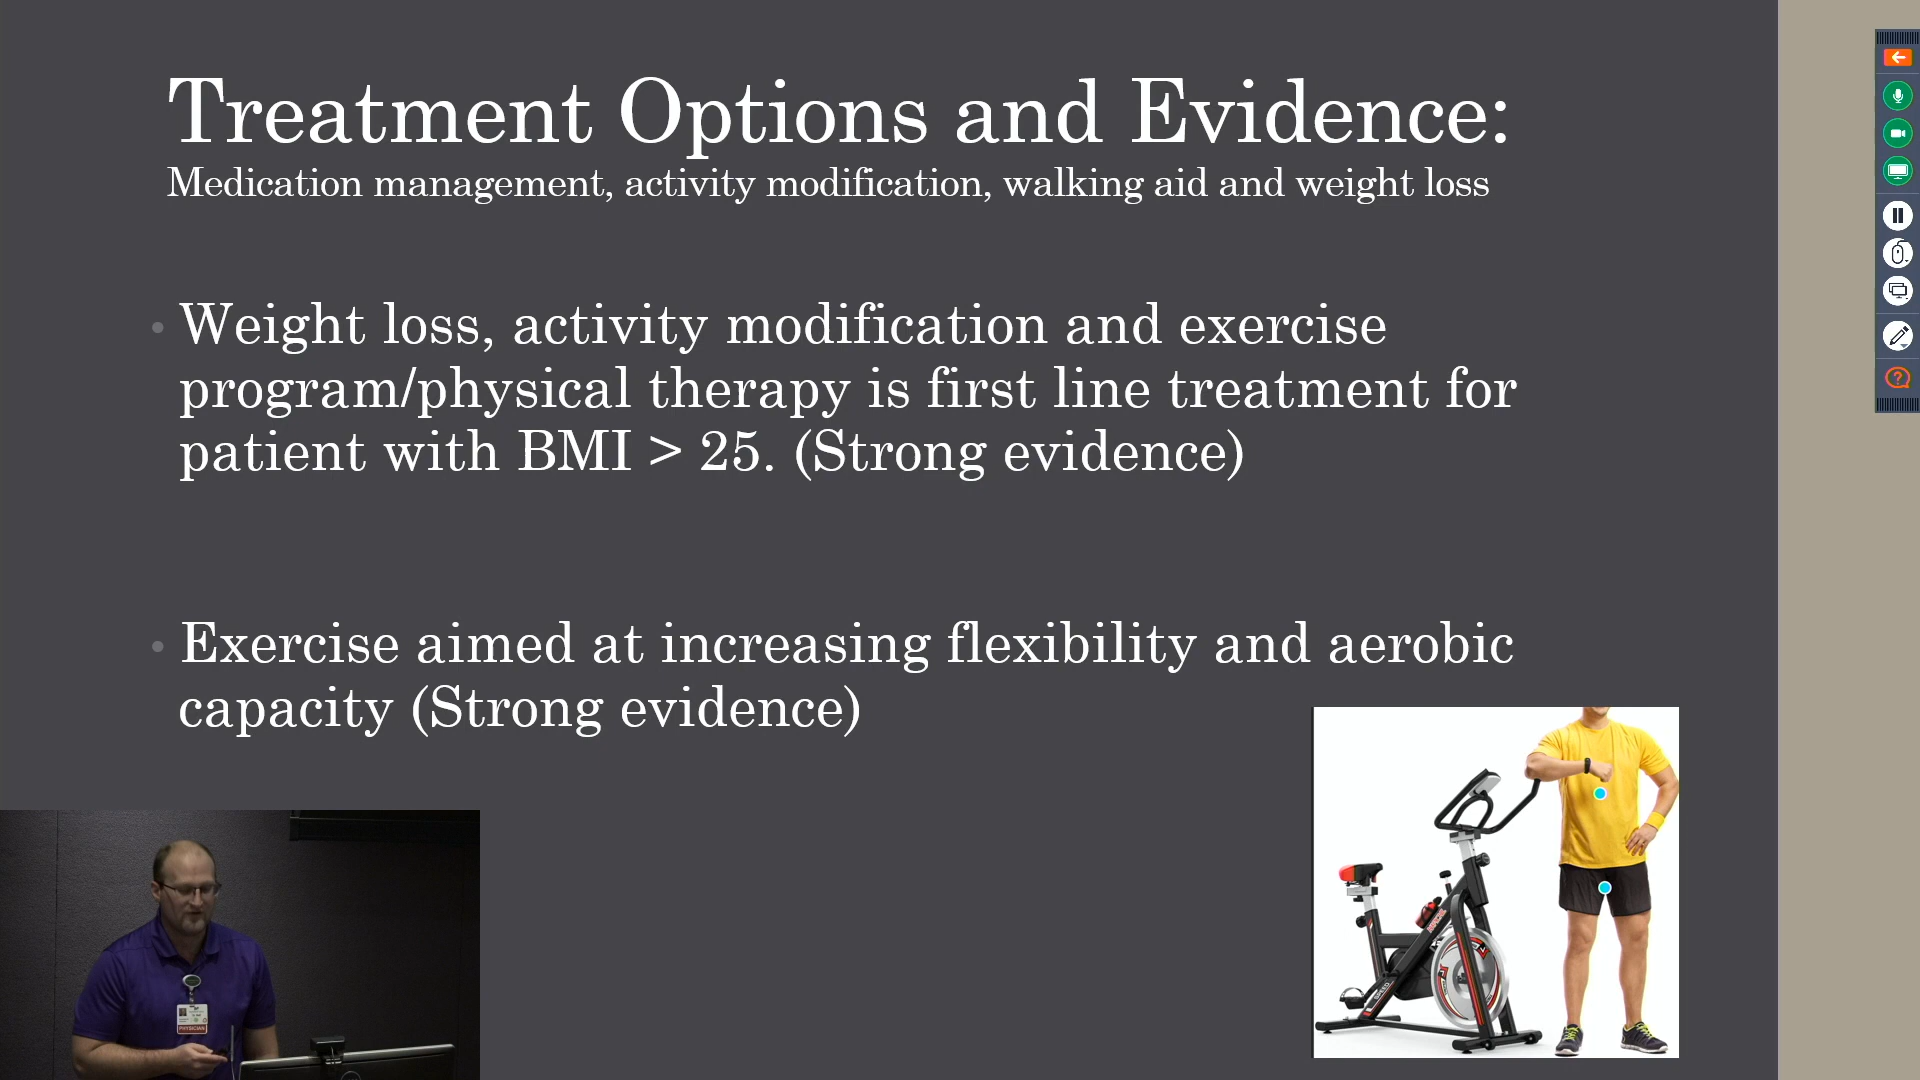 Treatment Options and Evidence:
Medication management, activity modification, walking aid and weight loss
• Weight loss, activity modification and exercise
program/physical therapy is first line treatment for
patient with BMI > 25. (Strong evidence)
• Exercise aimed at increasing flexibility and aerobic
capacity (Strong evidence)
PHYSICIAN
SPEED